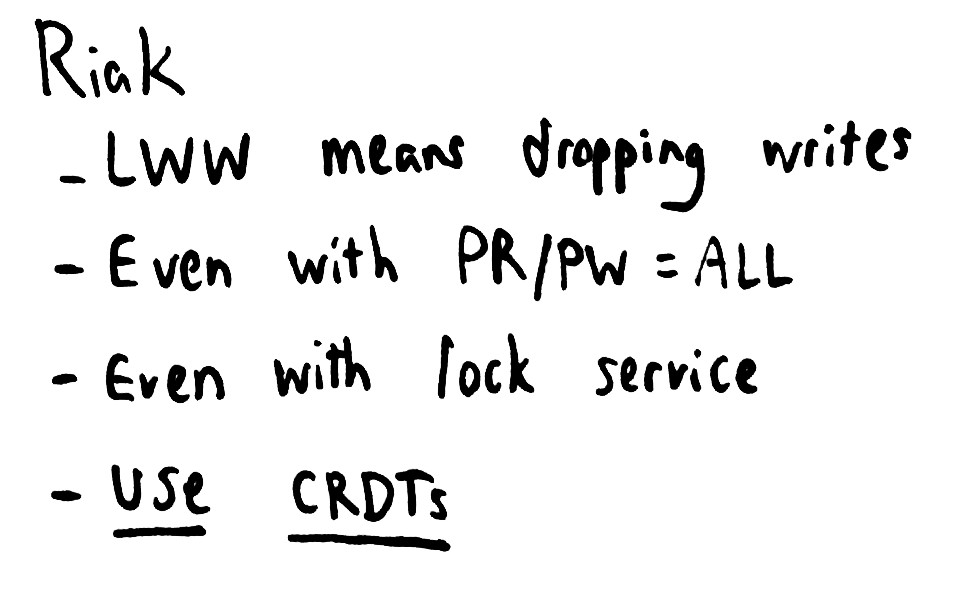 Riak
- LWW means dropping writes
- Even with PR/PW = ALL
- Even with lock service
- Use CRDTs